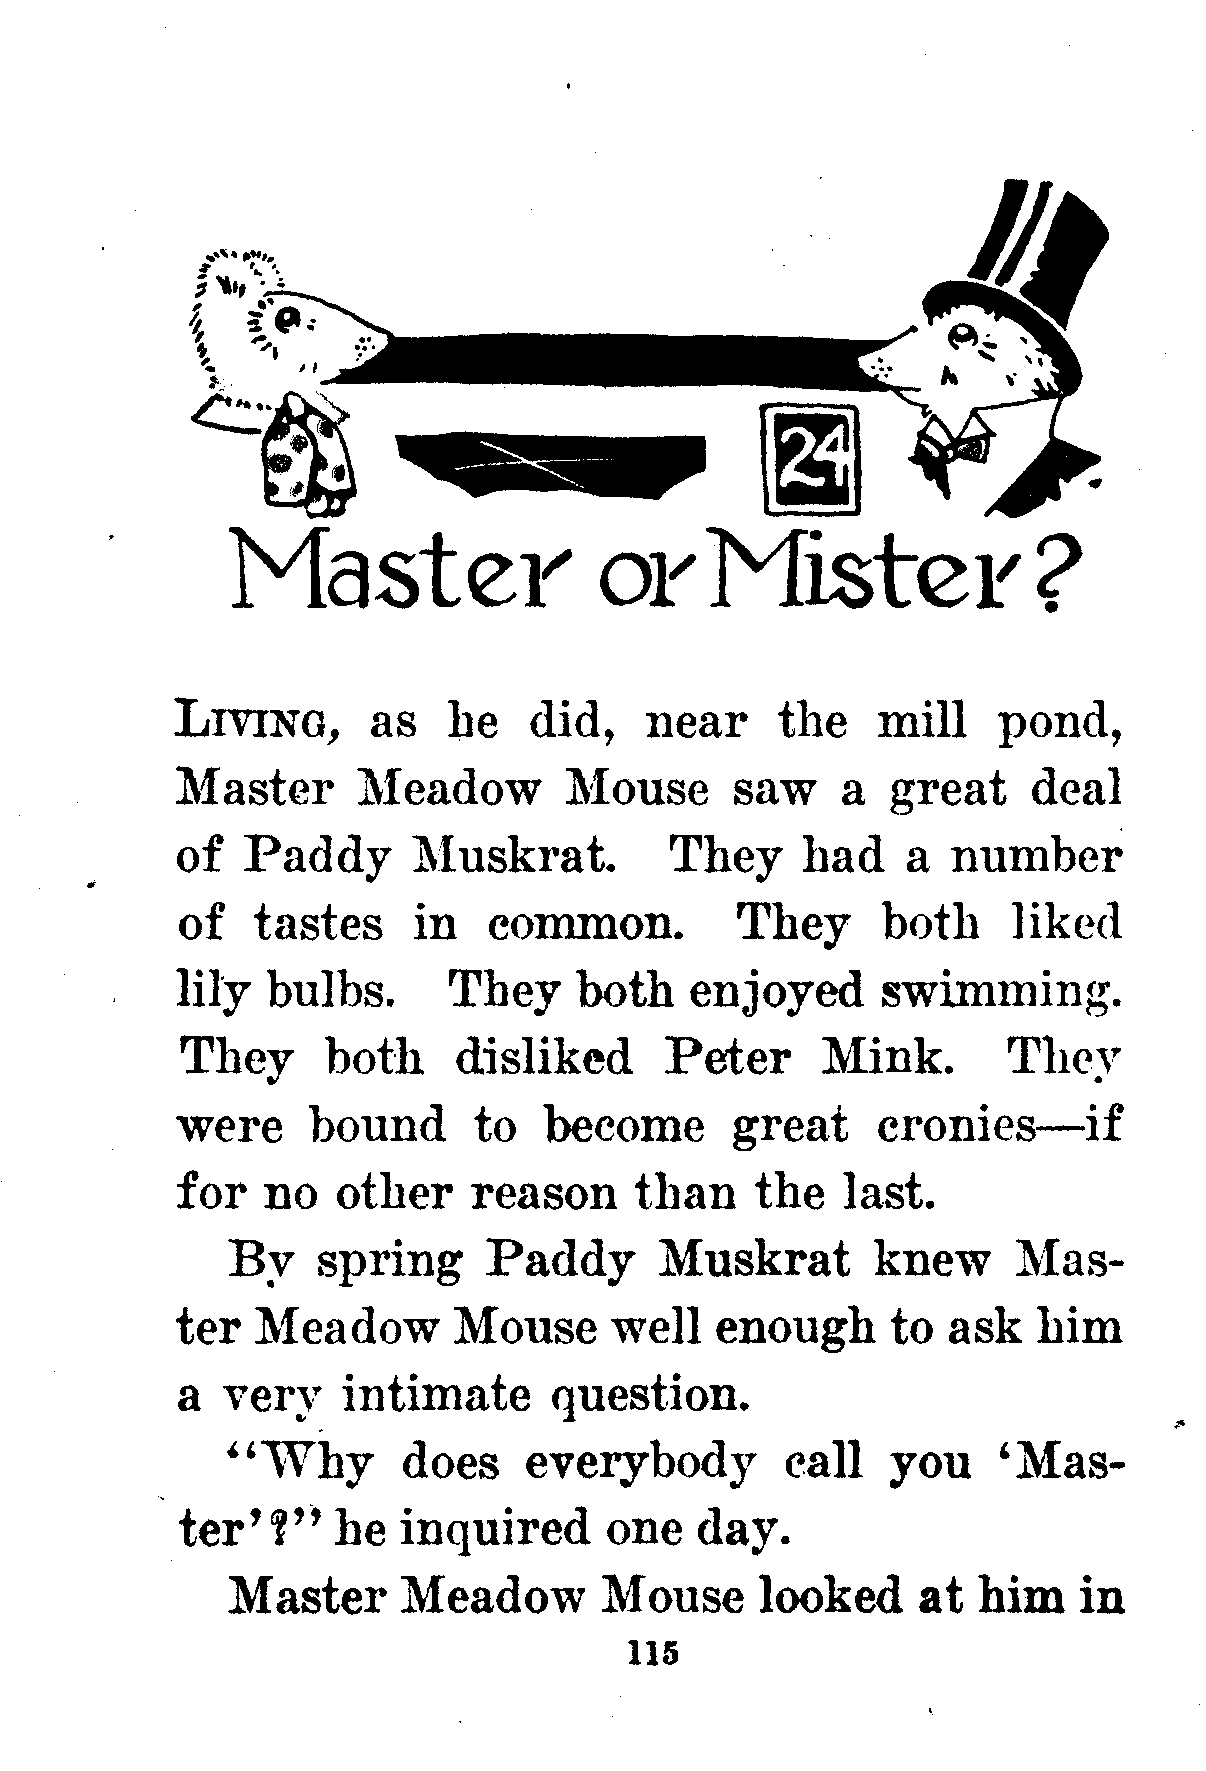 24
Master or Mister?
LIVING, as he did, near the mill pond,
Master Meadow Mouse saw a great deal
of Paddy Muskrat. They had a number
of tastes in common. They both liked
lily bulbs. They both enjoyed swimming.
They both disliked Peter Mink. They
were bound to become great cronies—if
for no other reason than the last.
By spring Paddy Muskrat knew Mas-
ter Meadow Mouse well enough to ask him
a very intimate question.
“Why does everybody call you ‘Mas-
ter’?” he inquired one day.
Master Meadow Mouse looked at him in
115